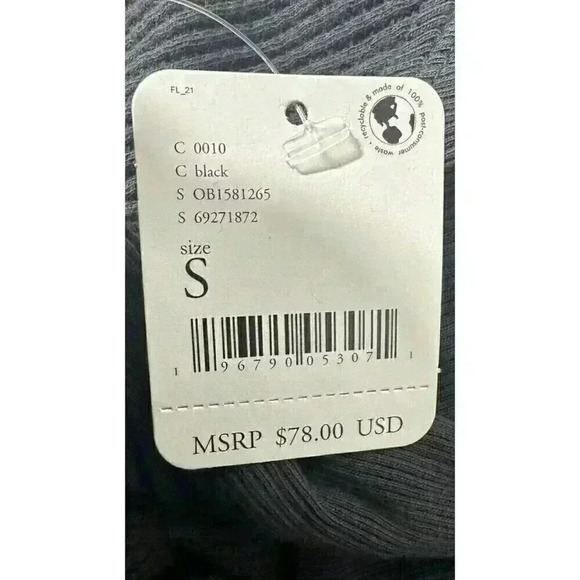 FL_21
recyclable & made of 100% post-consumer waste •
C 0010
C black
S OB1581265
S 69271872
size
S
1 96790 05307 1
MSRP $78.00 USD